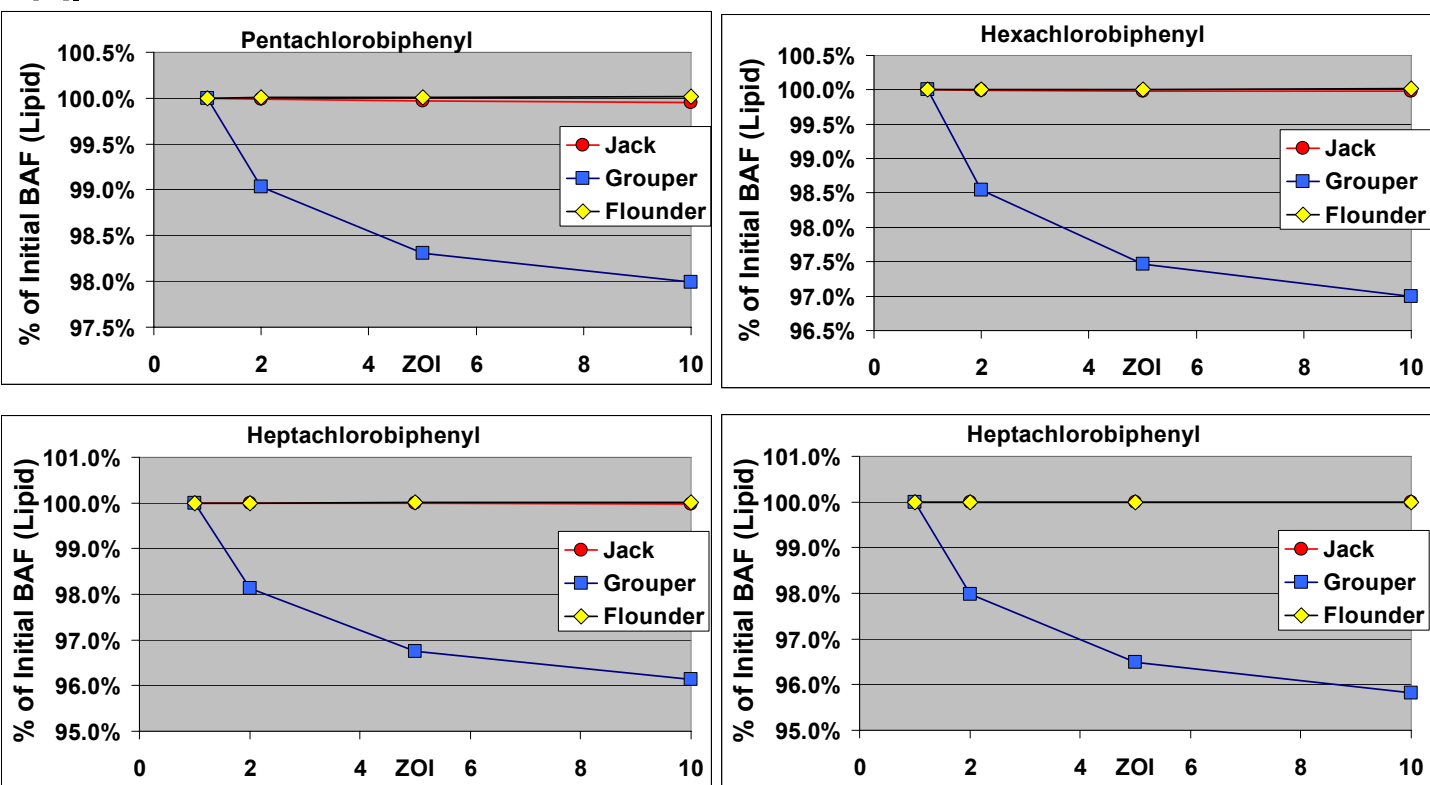 Pentachlorobiphenyl
% of Initial BAF (Lipid)
100.5%
100.0%
99.5%
99.0%
98.5%
98.0%
97.5%
0 2 4 ZOI 6 8 10
Jack
Grouper
Flounder
Hexachlorobiphenyl
% of Initial BAF (Lipid)
100.5%
100.0%
99.5%
99.0%
98.5%
98.0%
97.5%
97.0%
96.5%
0 2 4 ZOI 6 8 10
Jack
Grouper
Flounder
Heptachlorobiphenyl
% of Initial BAF (Lipid)
101.0%
100.0%
99.0%
98.0%
97.0%
96.0%
95.0%
0 2 4 ZOI 6 8 10
Jack
Grouper
Flounder
Heptachlorobiphenyl
% of Initial BAF (Lipid)
101.0%
100.0%
99.0%
98.0%
97.0%
96.0%
95.0%
0 2 4 ZOI 6 8 10
Jack
Grouper
Flounder